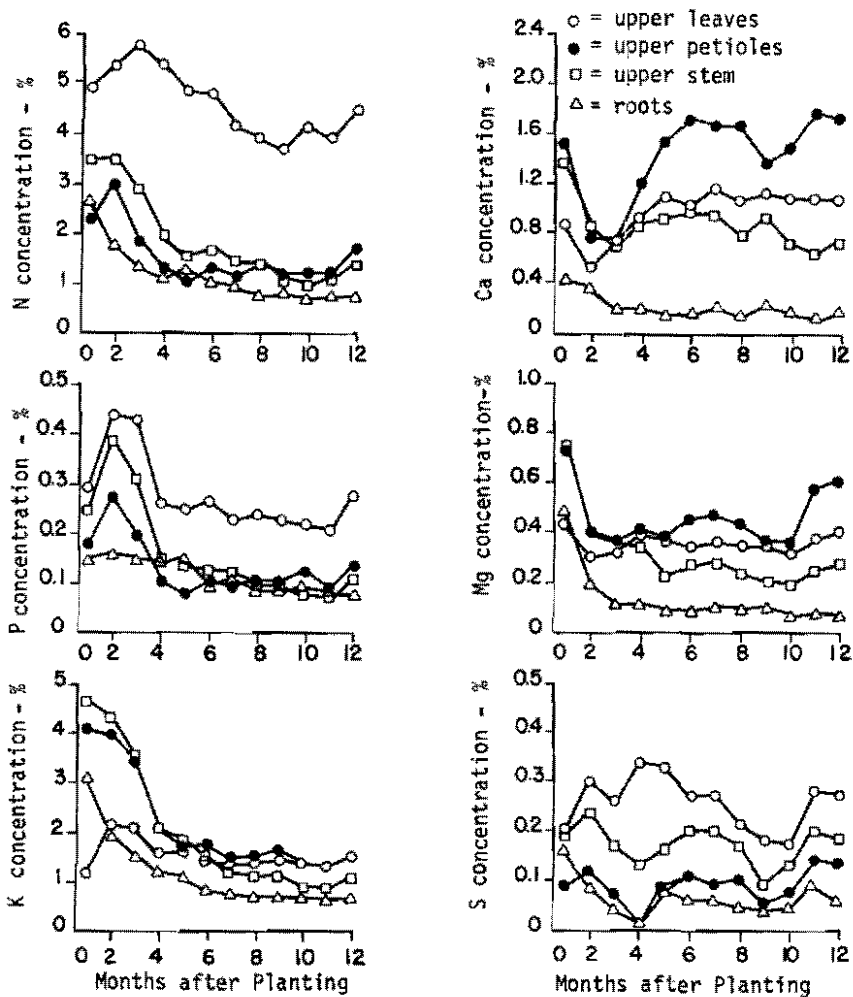 N concentration - %
6
5
4
3
2
1
0
0 2 4 6 8 10 12
○ = upper leaves
● = upper petioles
□ = upper stem
△ = roots
Ca concentration - %
2.4
2.0
1.6
1.2
0.8
0.4
0
0 2 4 6 8 10 12
P concentration - %
0.5
0.4
0.3
0.2
0.1
0
0 2 4 6 8 10 12
Mg concentration-%
1.0
0.8
0.6
0.4
0.2
0
0 2 4 6 8 10 12
K concentration - %
5
4
3
2
1
0
0 2 4 6 8 10 12
Months after Planting
S concentration - %
0.5
0.4
0.3
0.2
0.1
0
0 2 4 6 8 10 12
Months after Planting